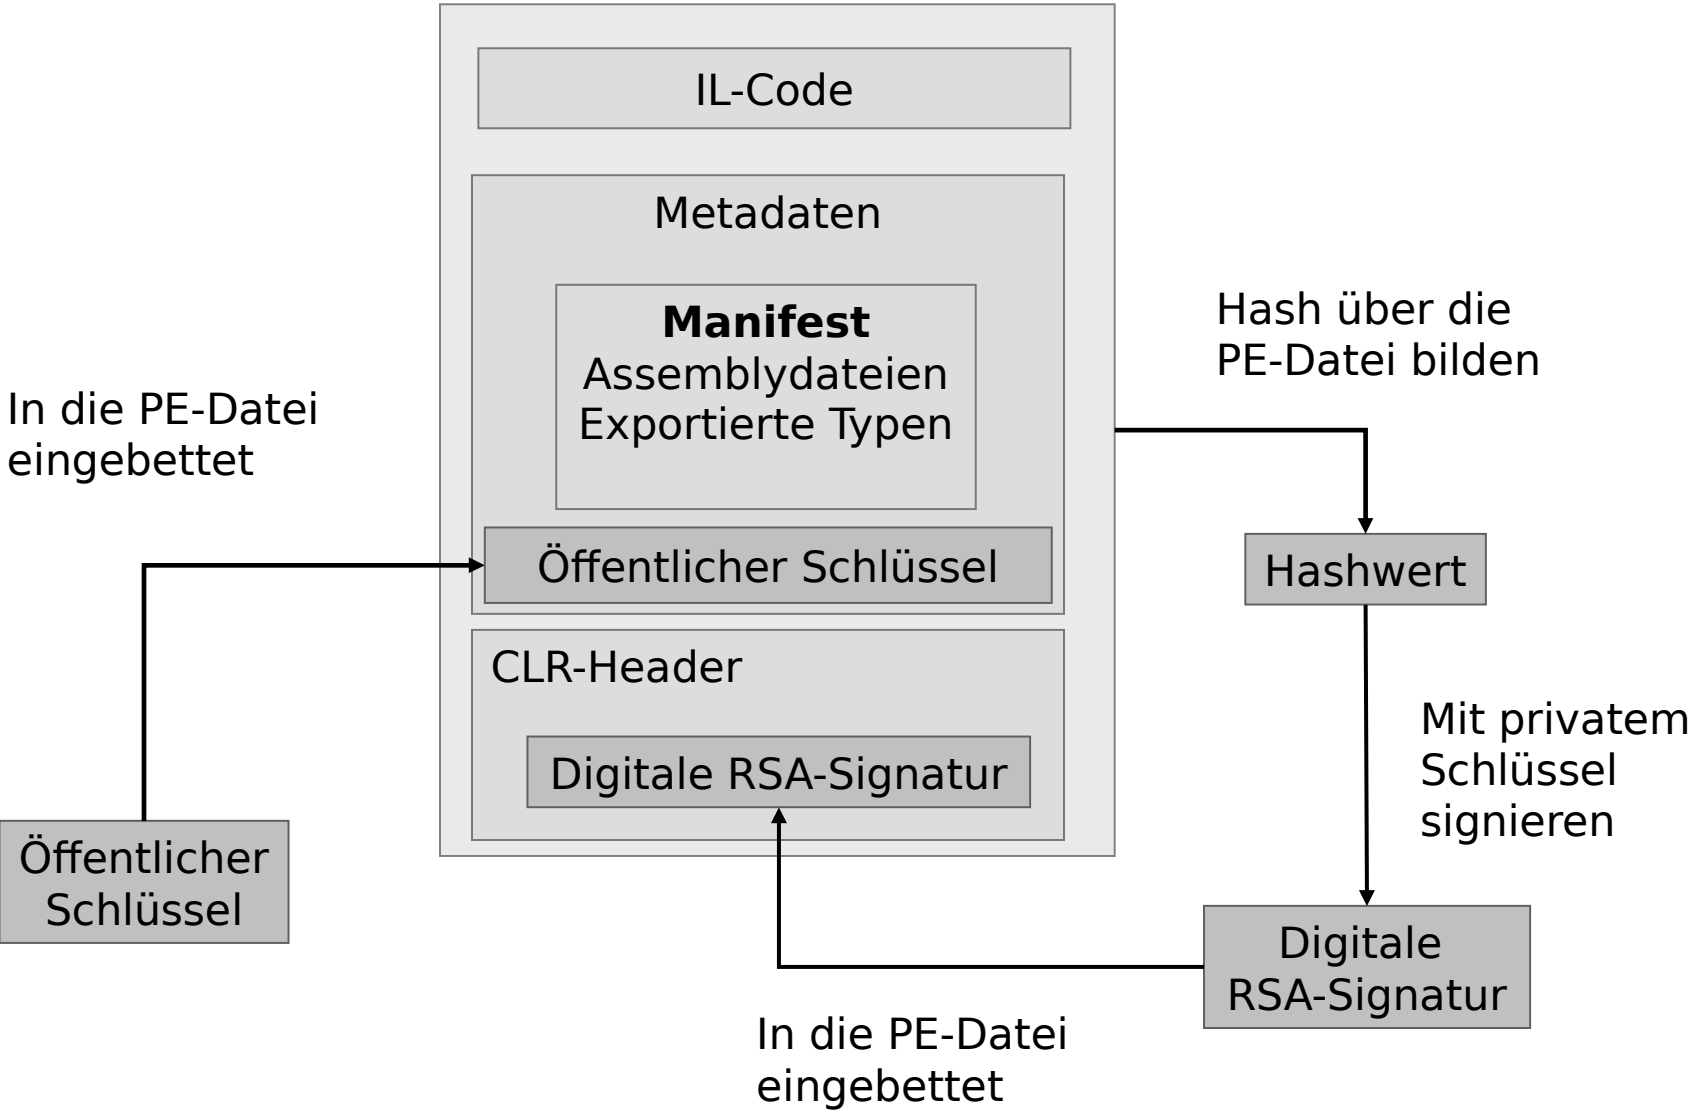 IL-Code
Metadaten
Manifest
Assemblydateien
Exportierte Typen
Öffentlicher Schlüssel
CLR-Header
Digitale RSA-Signatur
In die PE-Datei
eingebettet
Öffentlicher
Schlüssel
Hash über die
PE-Datei bilden
Hashwert
Mit privatem
Schlüssel
signieren
Digitale
RSA-Signatur
In die PE-Datei
eingebettet